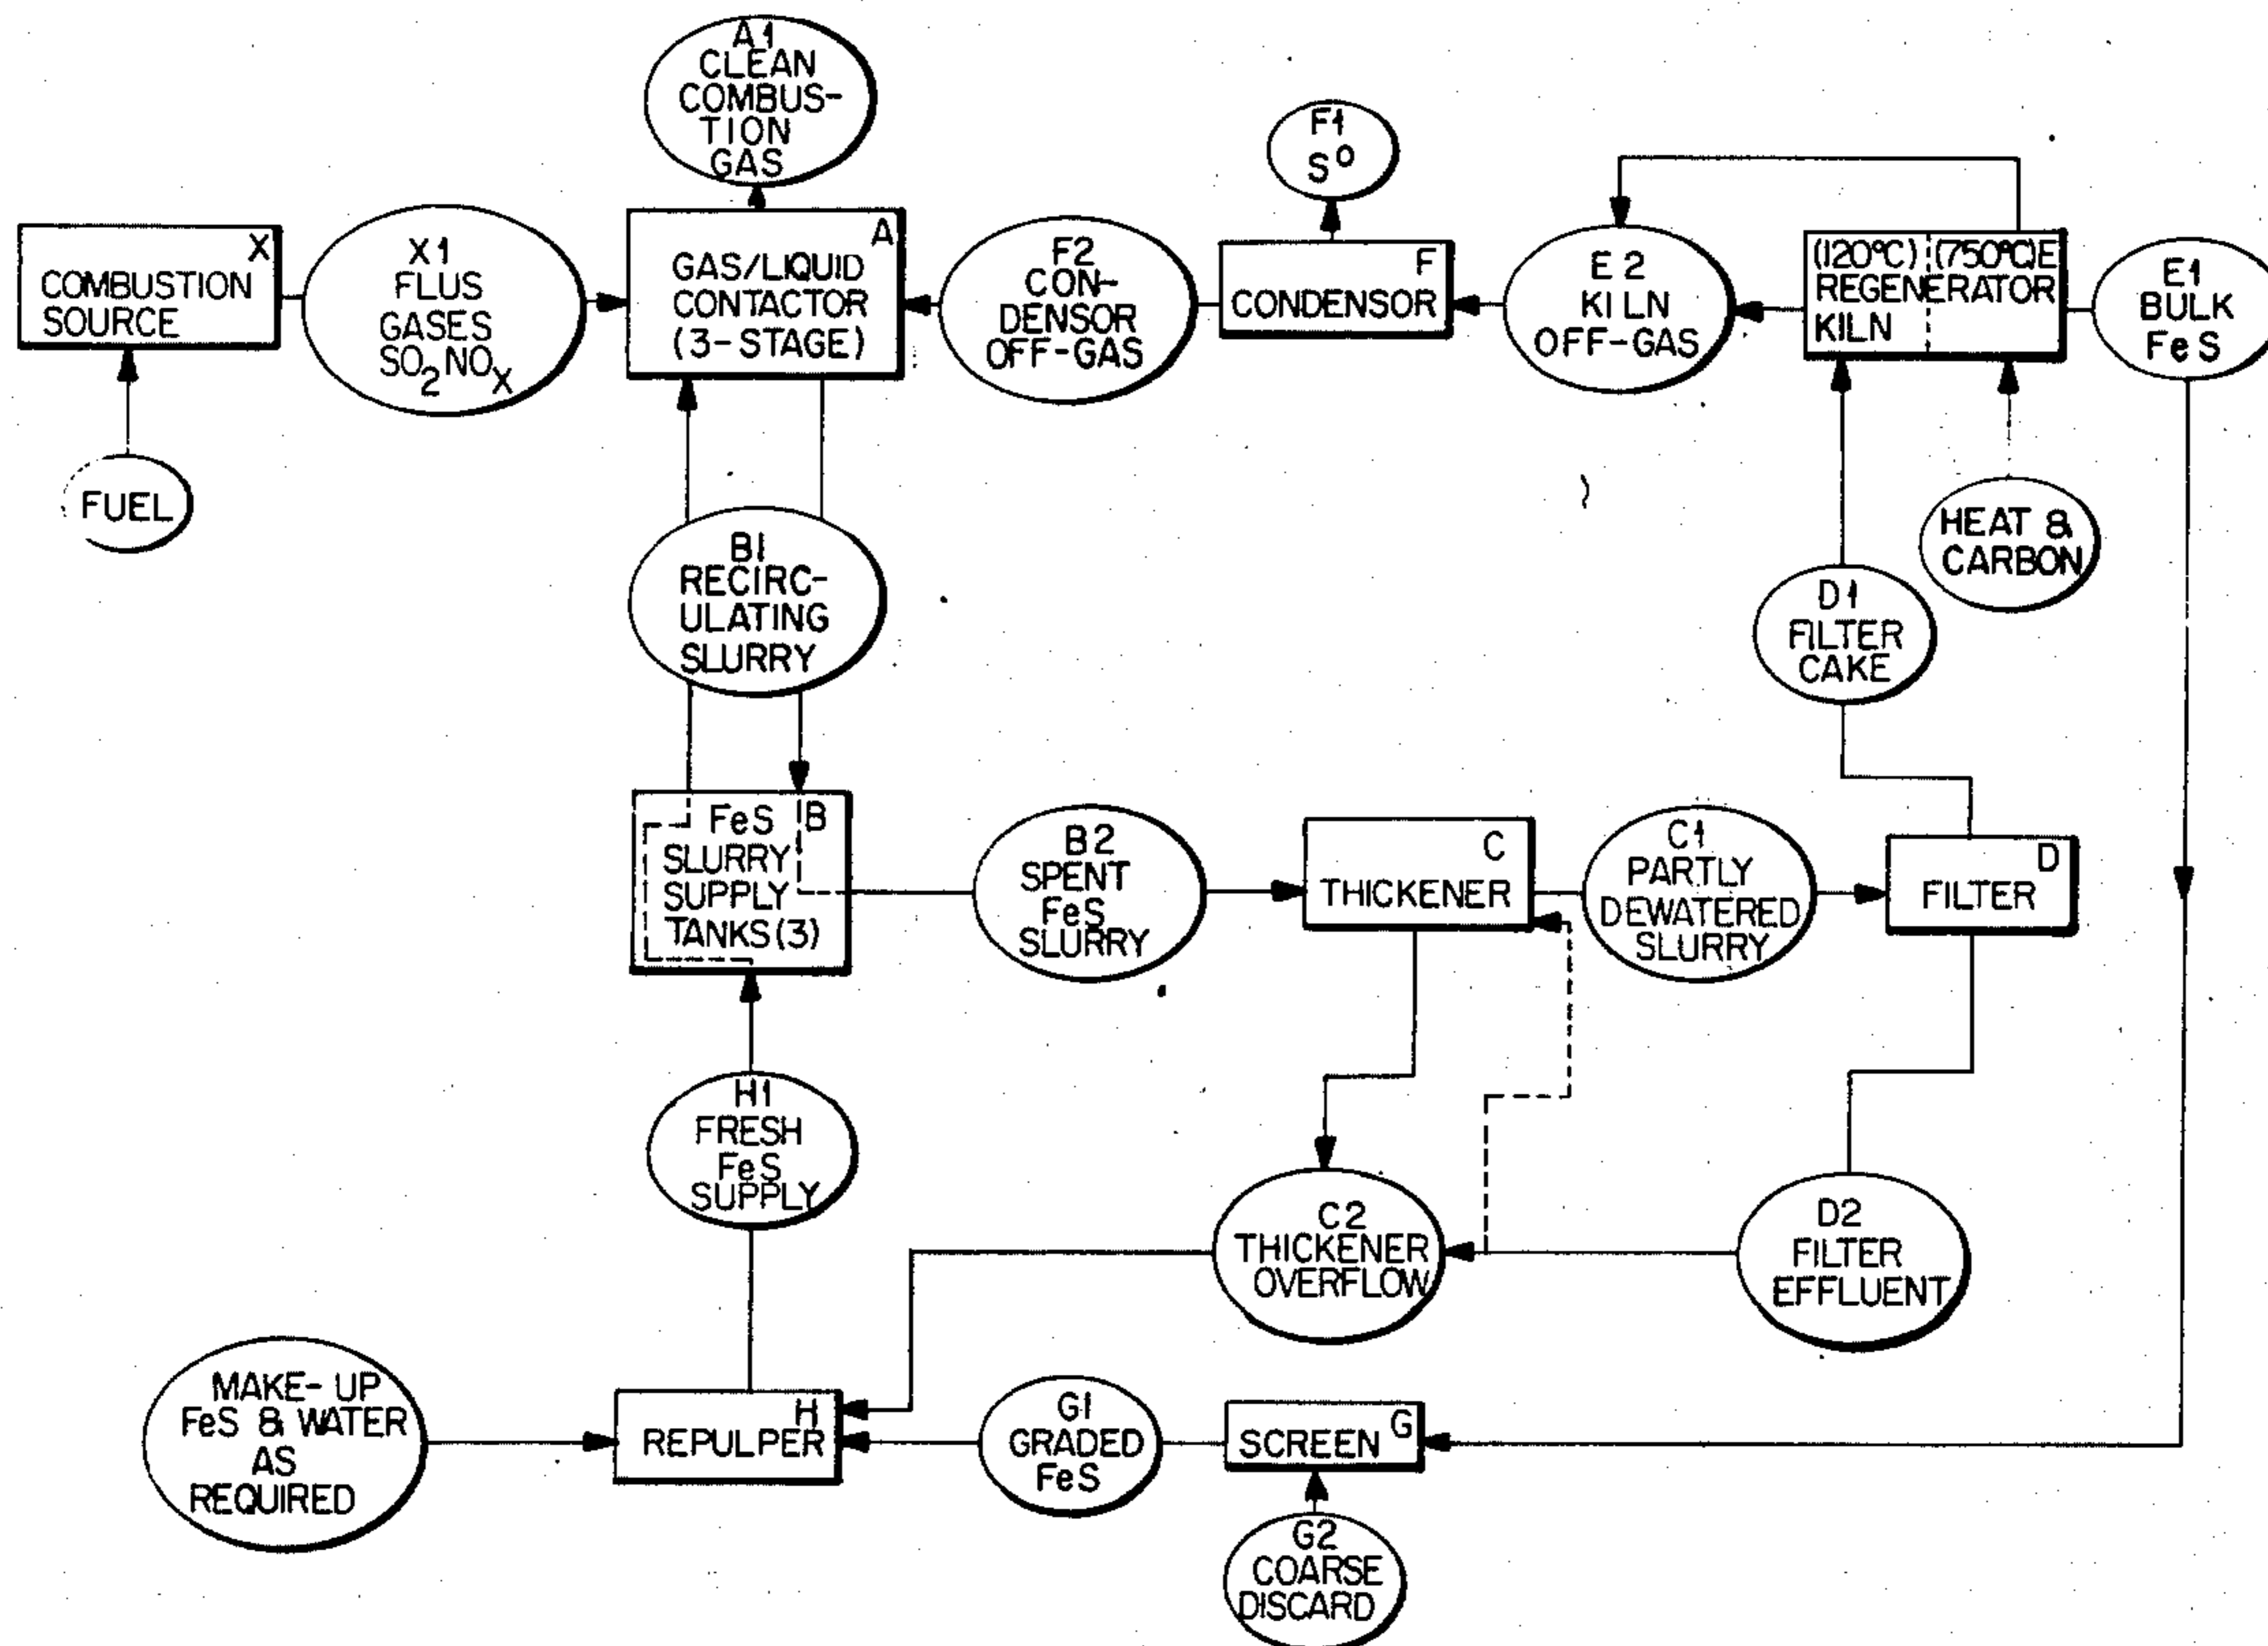 A1
CLEAN
COMBUS-
TION
GAS
X
COMBUSTION
SOURCE
FUEL
X1
FLUS
GASES
SO2NOX
A
GAS/LIQUID
CONTACTOR
(3-STAGE)
F2
CON-
DENSOR
OFF-GAS
F1
S⁰
F
CONDENSOR
E2
KILN
OFF-GAS
(120°C) (750°C)E
REGENERATOR
KILN
E1
BULK
FeS
HEAT &
CARBON
D1
FILTER
CAKE
B1
RECIRC-
ULATING
SLURRY
FeS B
SLURRY
SUPPLY
TANKS(3)
B2
SPENT
FeS
SLURRY
C
THICKENER
C1
PARTLY
DEWATERED
SLURRY
D
FILTER
H1
FRESH
FeS
SUPPLY
C2
THICKENER
OVERFLOW
D2
FILTER
EFFLUENT
MAKE-UP
FeS & WATER
AS
REQUIRED
H
REPULPER
G1
GRADED
FeS
G
SCREEN
G2
COARSE
DISCARD